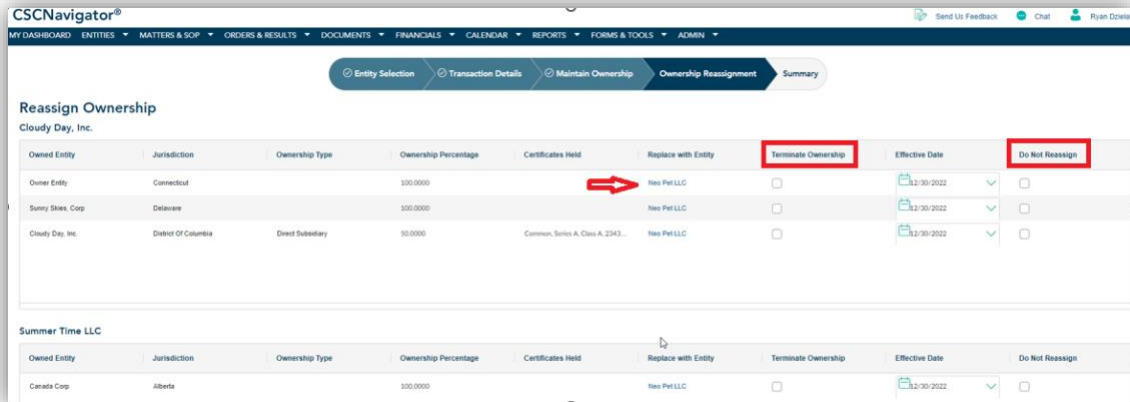 CSCNavigator®
Send Us Feedback Chat Ryan Dziela
MY DASHBOARD ENTITIES MATTERS & SOP ORDERS & RESULTS DOCUMENTS FINANCIALS CALENDAR REPORTS FORMS & TOOLS ADMIN
Entity Selection Transaction Details Maintain Ownership Ownership Reassignment Summary
Reassign Ownership
Cloudy Day, Inc.
Owned Entity Jurisdiction Ownership Type Ownership Percentage Certificates Held Replace with Entity Terminate Ownership Effective Date Do Not Reassign
Owner Entity Connecticut 100.0000 Neo Pet LLC 12/30/2022
Sunny Skies, Corp Delaware 100.0000 Neo Pet LLC 12/30/2022
Cloudy Day, Inc. District Of Columbia Direct Subsidiary 50.0000 Common, Series A, Class A, 2343... Neo Pet LLC 12/30/2022
Summer Time LLC
Owned Entity Jurisdiction Ownership Type Ownership Percentage Certificates Held Replace with Entity Terminate Ownership Effective Date Do Not Reassign
Canada Corp Alberta 100.0000 Neo Pet LLC 12/30/2022